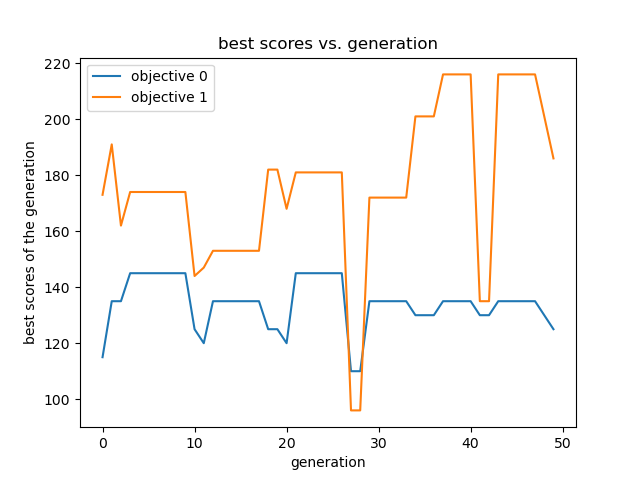 best scores vs. generation
objective 0
objective 1
best scores of the generation
220
200
180
160
140
120
100
0 10 20 30 40 50
generation